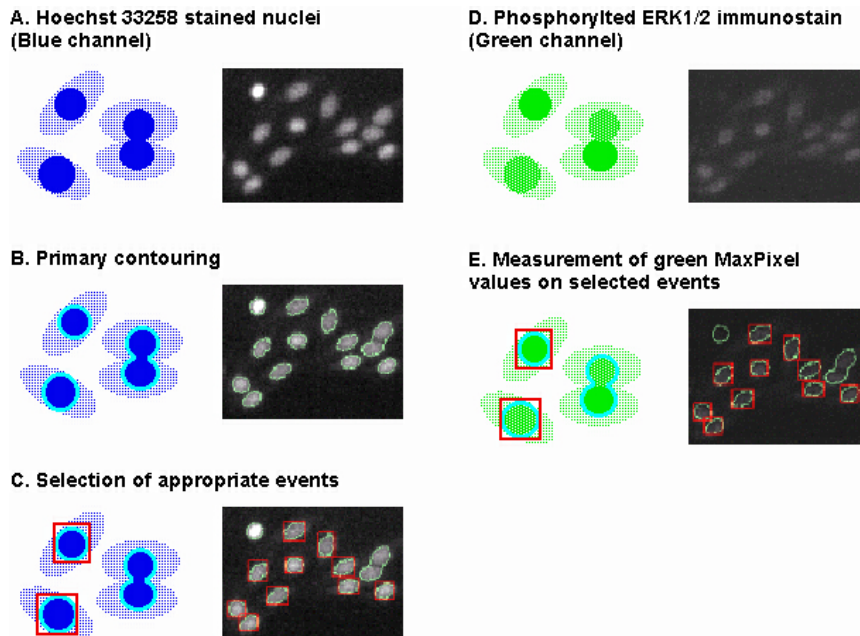 A. Hoechst 33258 stained nuclei
(Blue channel)
B. Primary contouring
C. Selection of appropriate events
D. Phosphorylted ERK1/2 immunostain
(Green channel)
E. Measurement of green MaxPixel
values on selected events